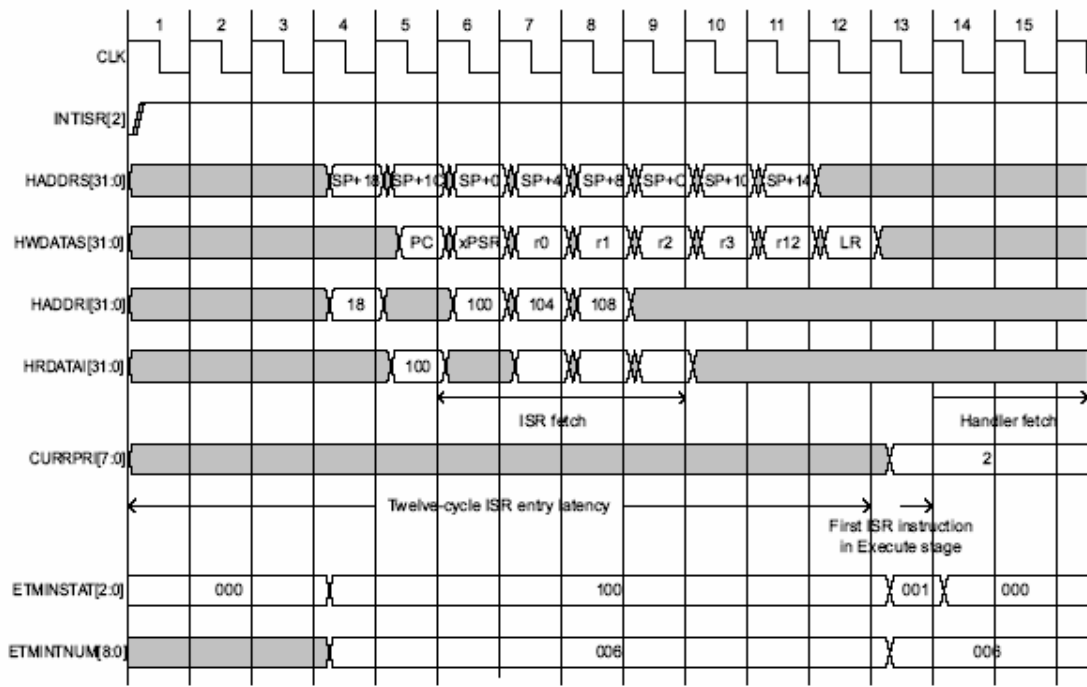 1 2 3 4 5 6 7 8 9 10 11 12 13 14 15
CLK
INTISR[2]
HADDRS[31:0] SP+18 SP+1C SP+0 SP+4 SP+8 SP+C SP+10 SP+14
HWDATAS[31:0] PC xPSR r0 r1 r2 r3 r12 LR
HADDRI[31:0] 18 100 104 108
HRDATAI[31:0] 100
ISR fetch Handler fetch
CURRPRI[7:0] 2
Twelve-cycle ISR entry latency
First ISR instruction
in Execute stage
ETMINSTAT[2:0] 000 100 001 000
ETMINTNUM[8:0] 006 006